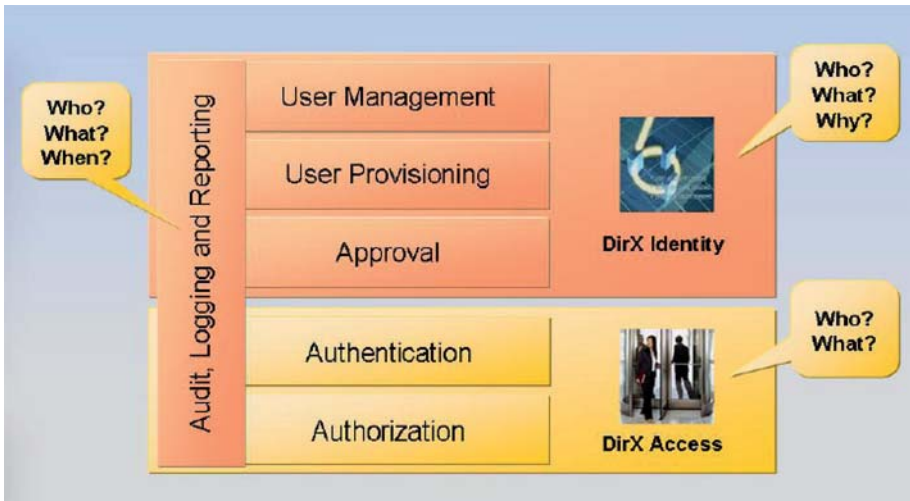 Who?
What?
When?
Audit, Logging and Reporting
User Management
User Provisioning
Approval
DirX Identity
Who?
What?
Why?
Authentication
Authorization
DirX Access
Who?
What?